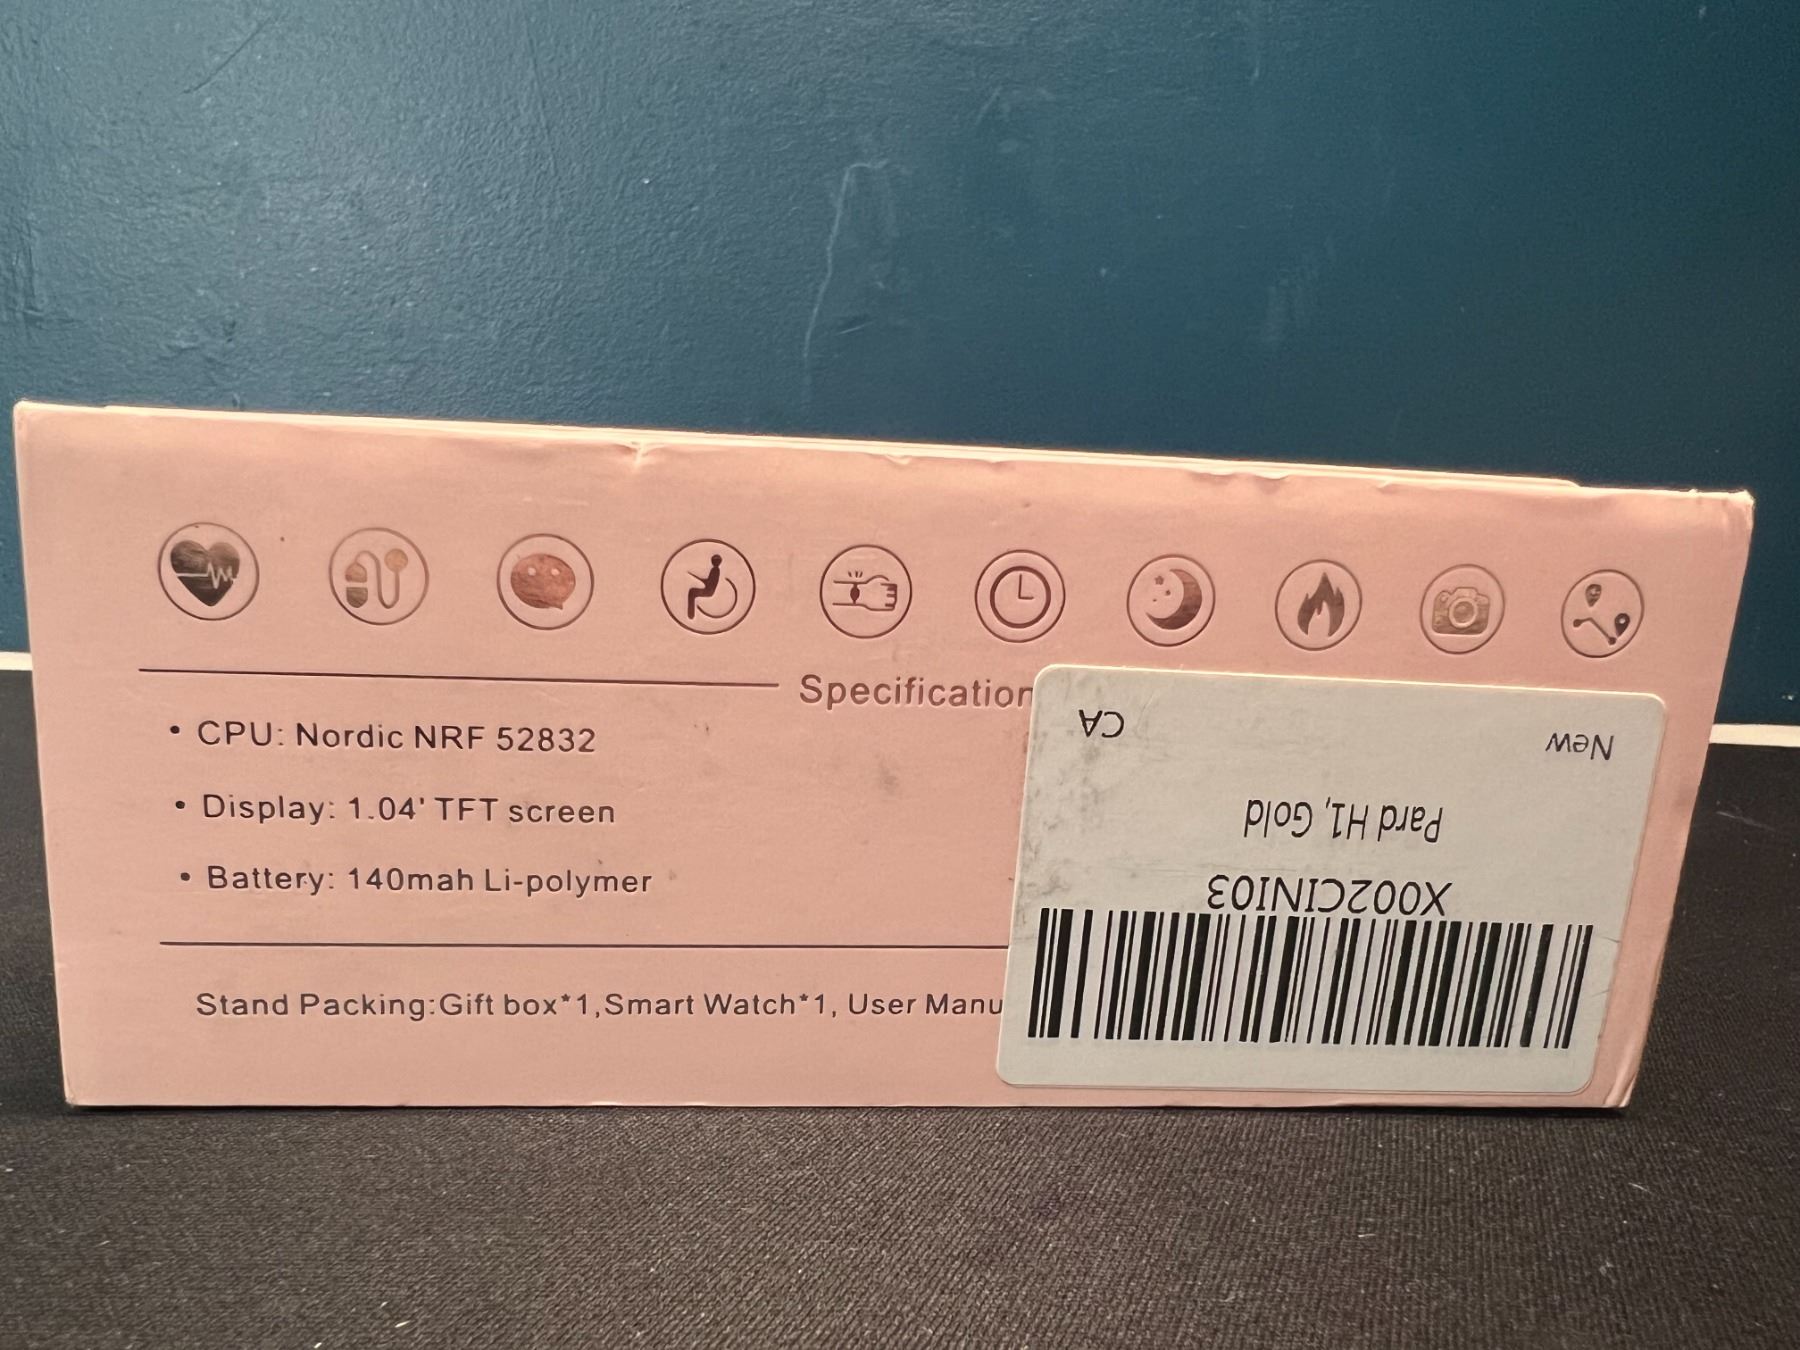 Specification
• CPU: Nordic NRF 52832
• Display: 1.04' TFT screen
• Battery: 140mah Li-polymer
Stand Packing:Gift box*1,Smart Watch*1, User Manu
X002CINI03
Pard H1, Gold
New CA